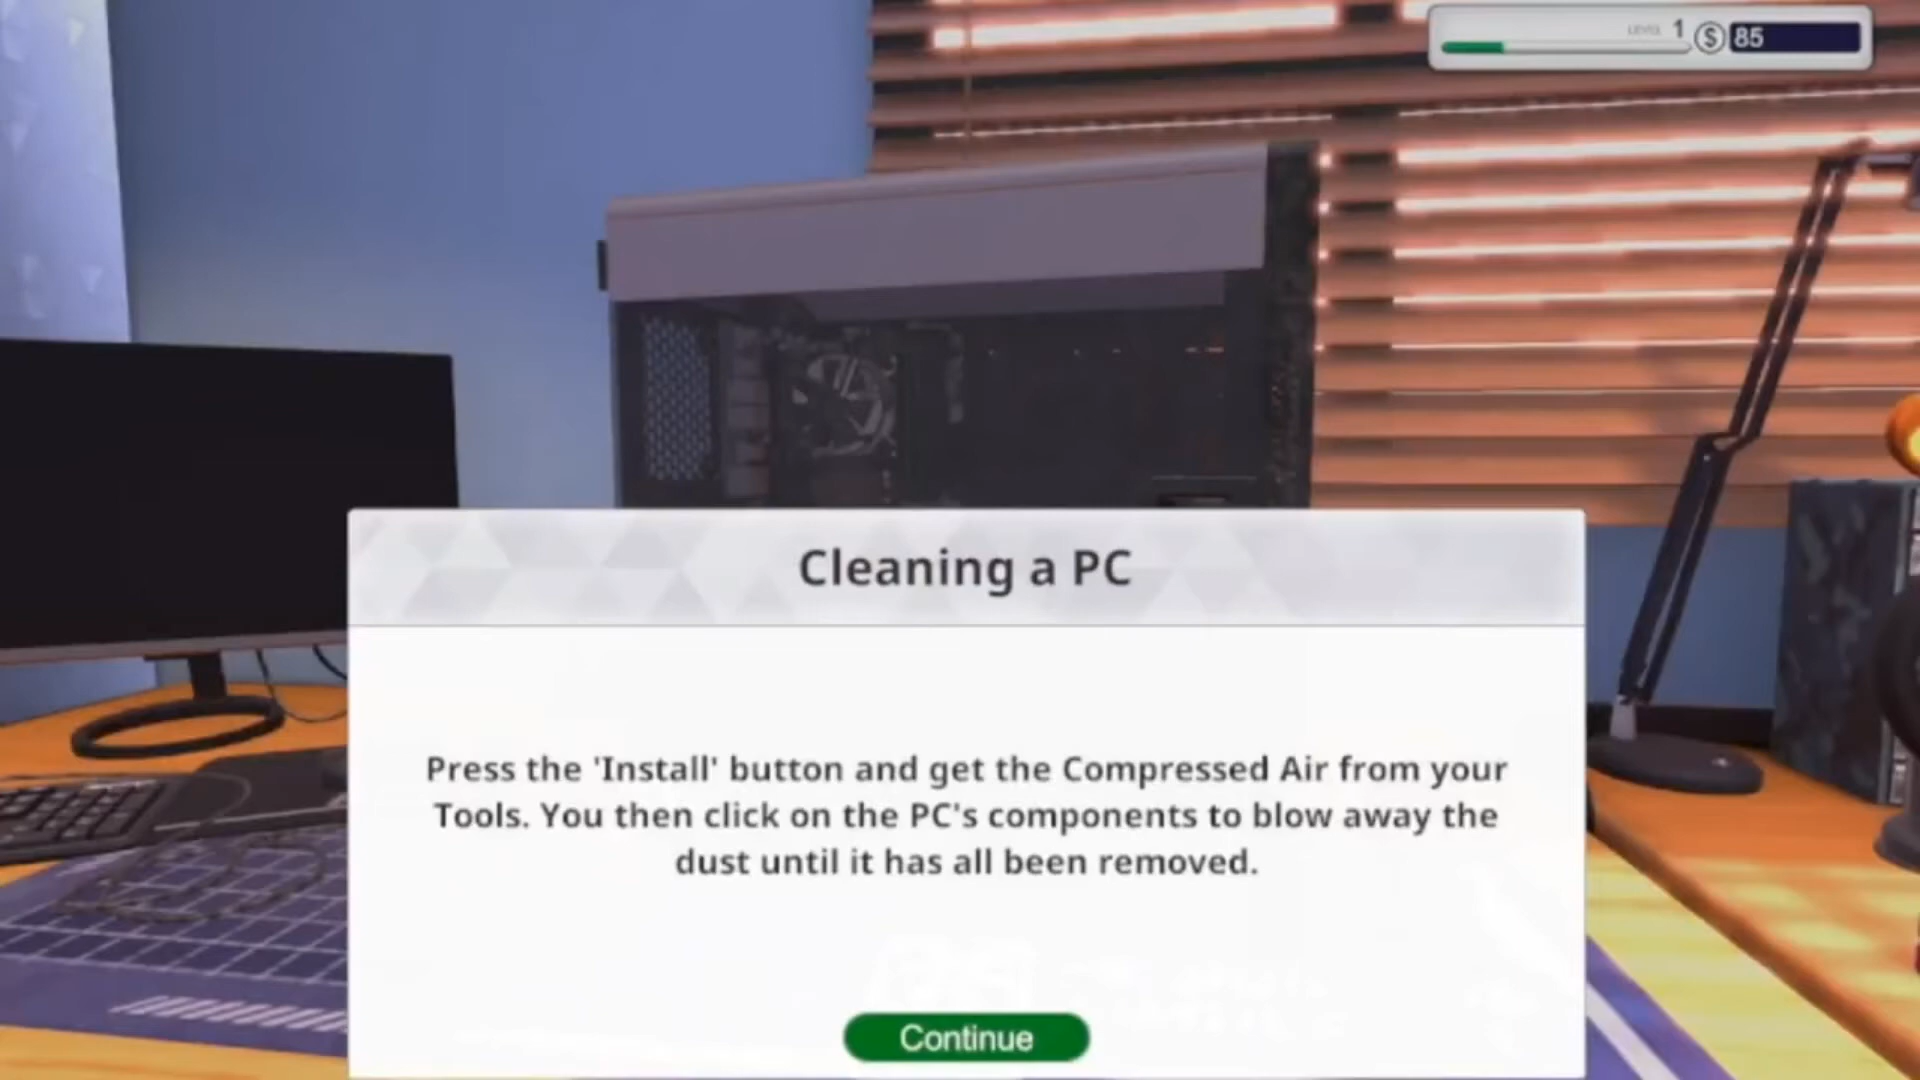 LEVEL 1 $ 85
Cleaning a PC
Press the 'Install' button and get the Compressed Air from your
Tools. You then click on the PC's components to blow away the
dust until it has all been removed.
Continue